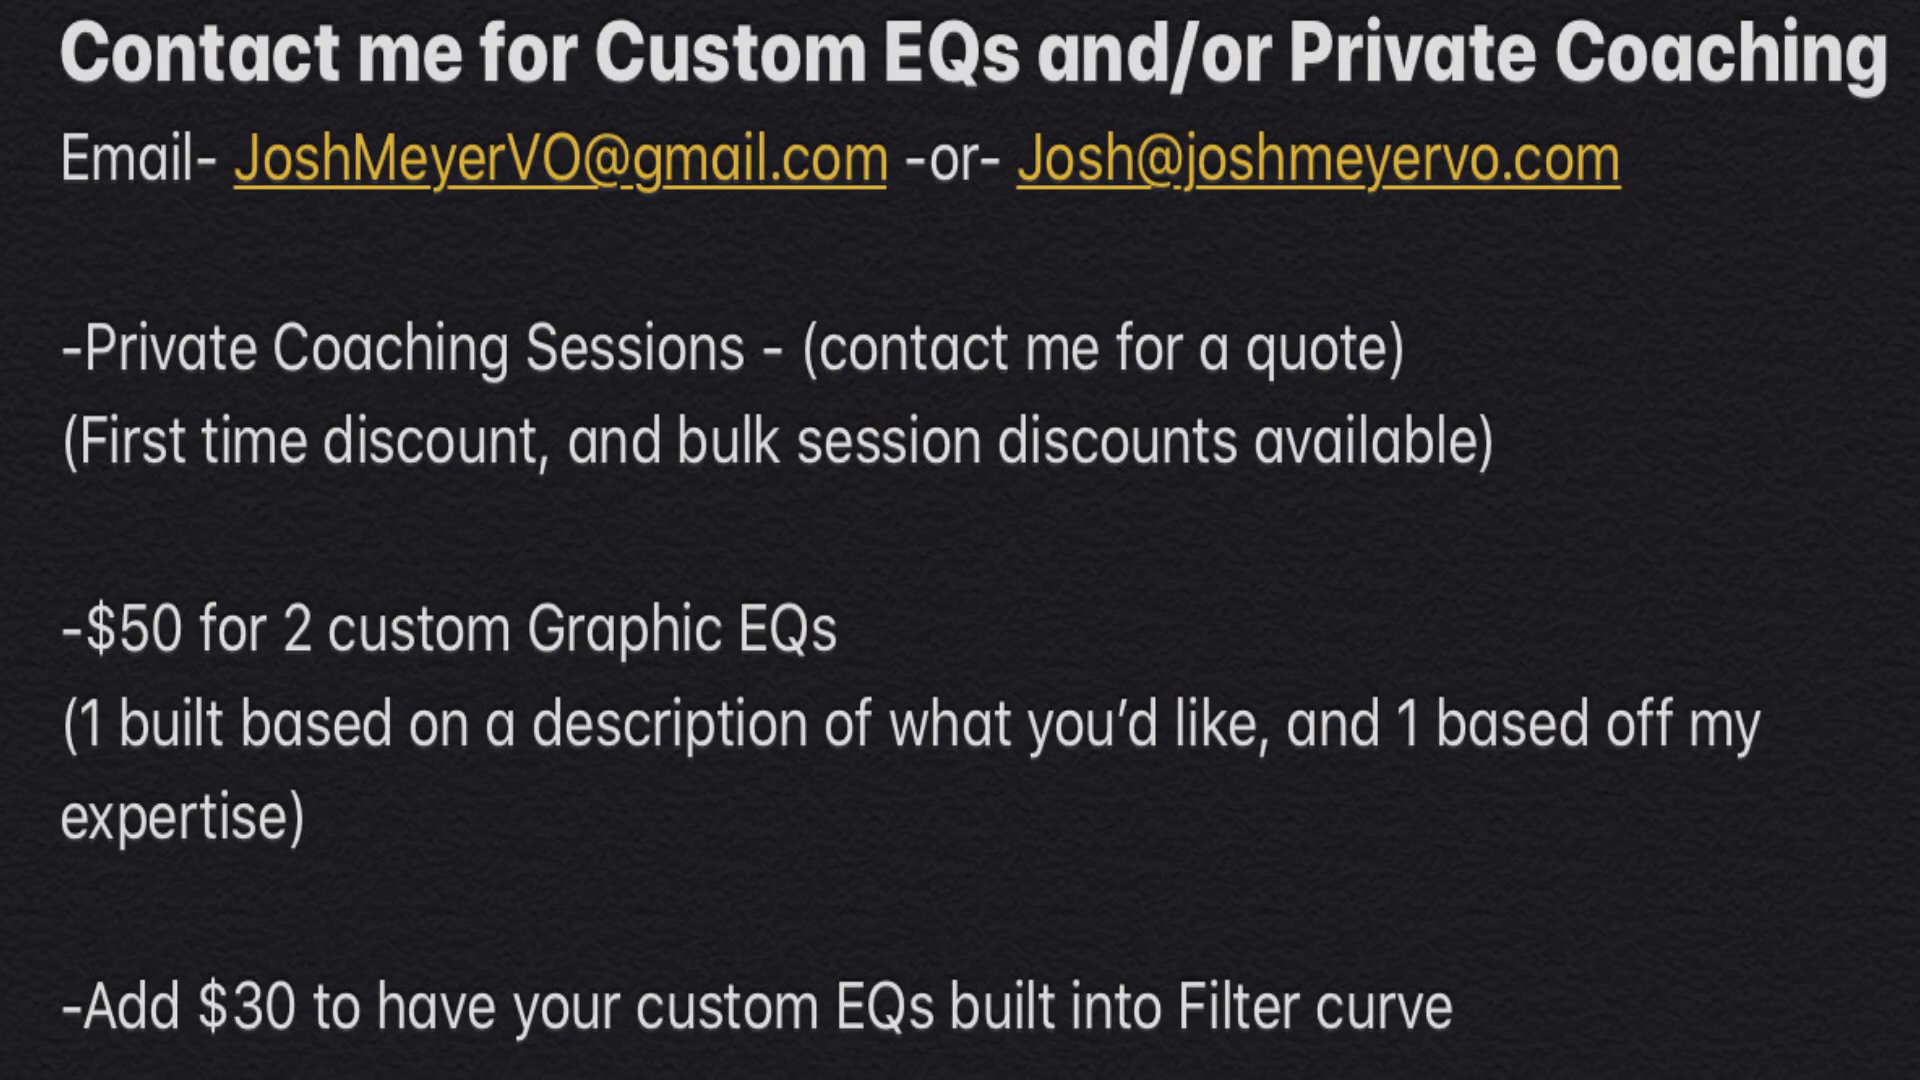 Contact me for Custom EQs and/or Private Coaching
Email- JoshMeyerVO@gmail.com -or- Josh@joshmeyervo.com
-Private Coaching Sessions - (contact me for a quote)
(First time discount, and bulk session discounts available)
-$50 for 2 custom Graphic EQs
(1 built based on a description of what you’d like, and 1 based off my
expertise)
-Add $30 to have your custom EQs built into Filter curve